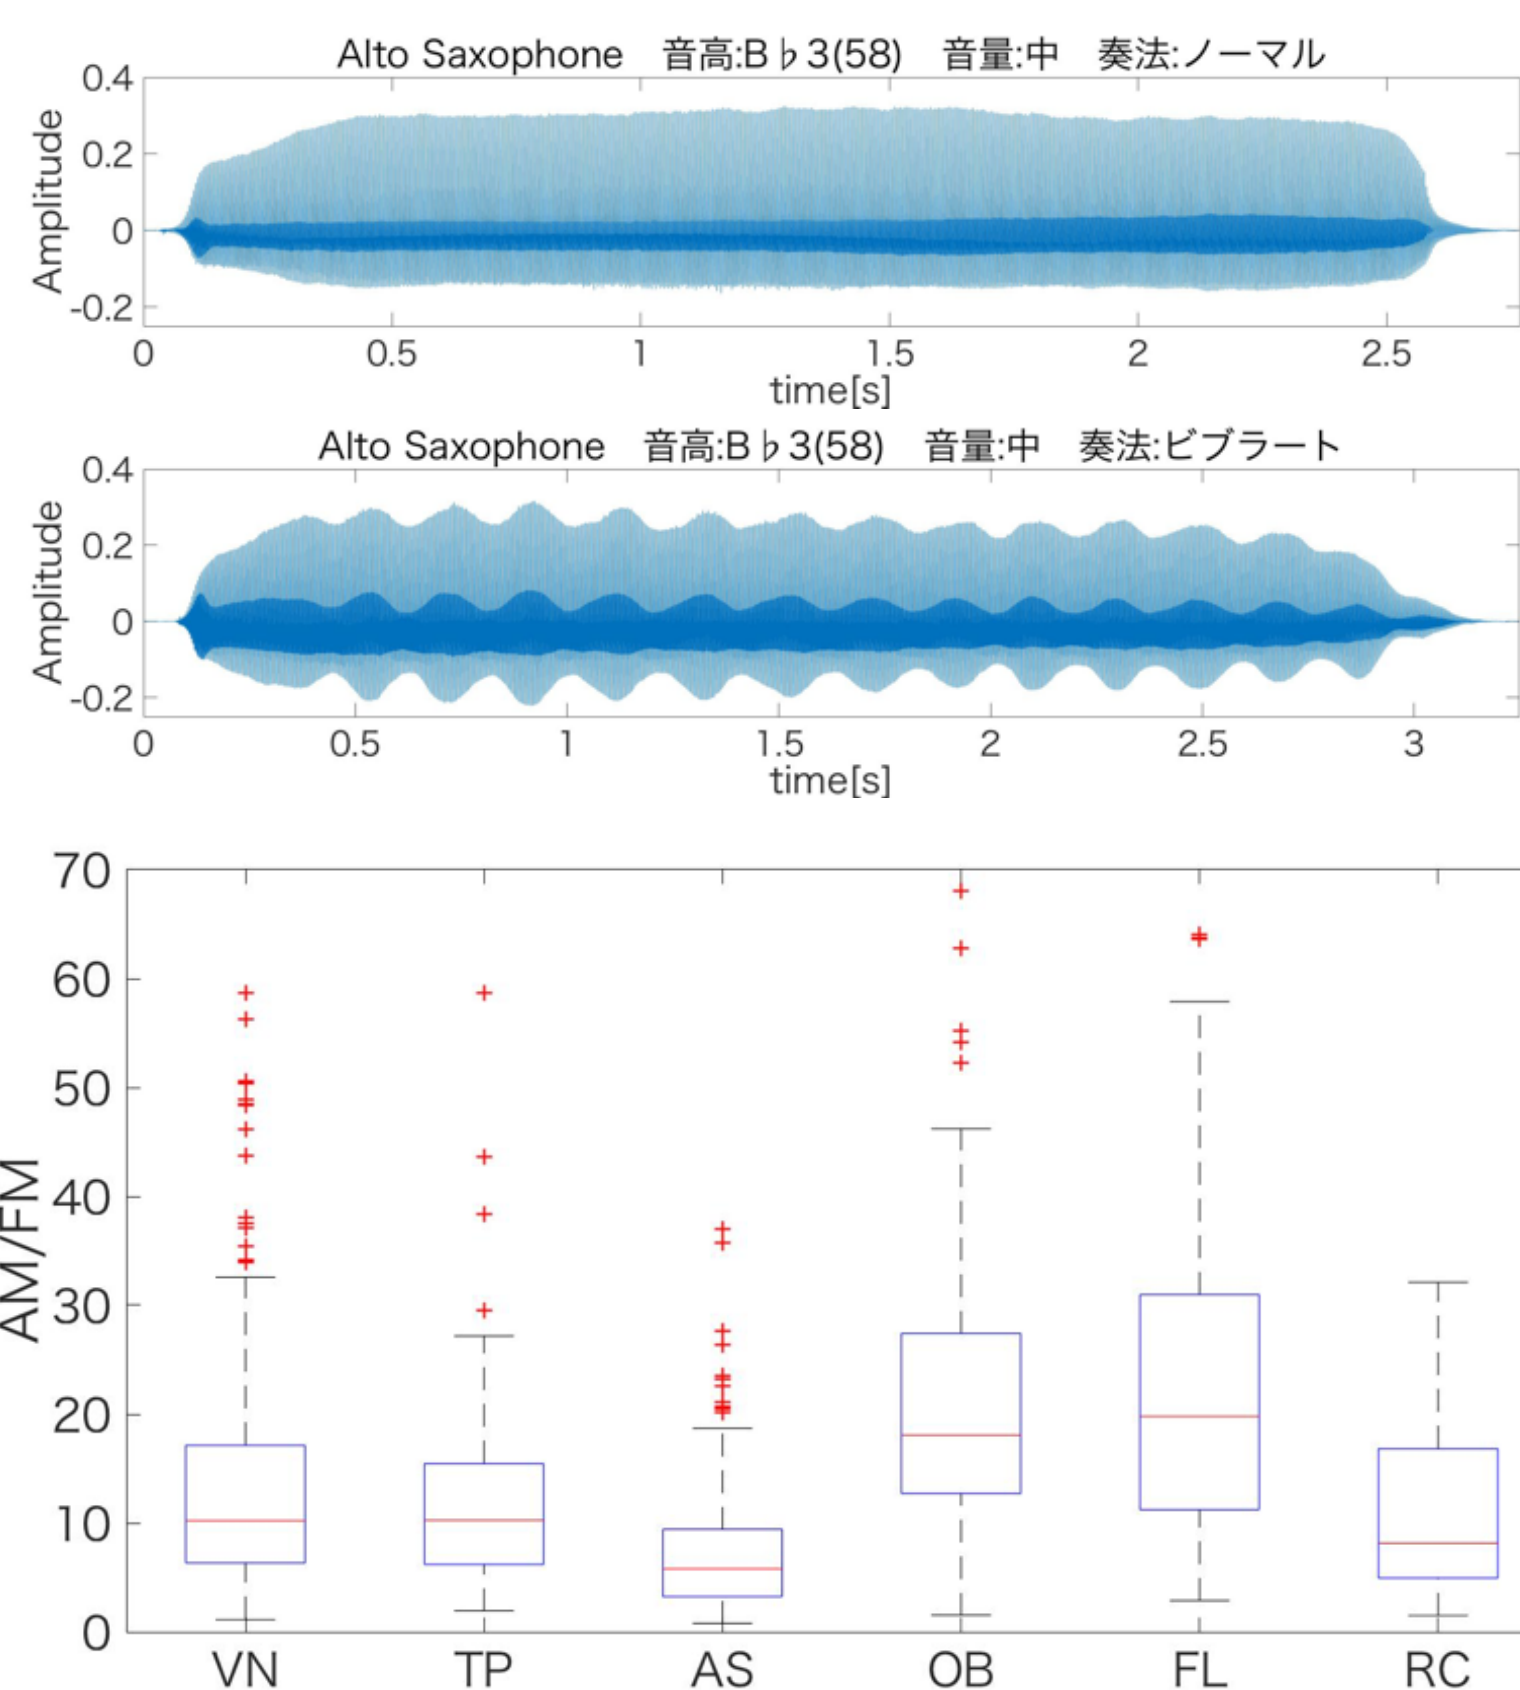 Alto Saxophone 音高:B♭3(58) 音量:中 奏法:ノーマル
0.4
0.2
0
-0.2
Amplitude
0 0.5 1 1.5 2 2.5
time[s]
Alto Saxophone 音高:B♭3(58) 音量:中 奏法:ビブラート
0.4
0.2
0
-0.2
Amplitude
0 0.5 1 1.5 2 2.5 3
time[s]
70
60
50
40
30
20
10
0
AM/FM
VN TP AS OB FL RC